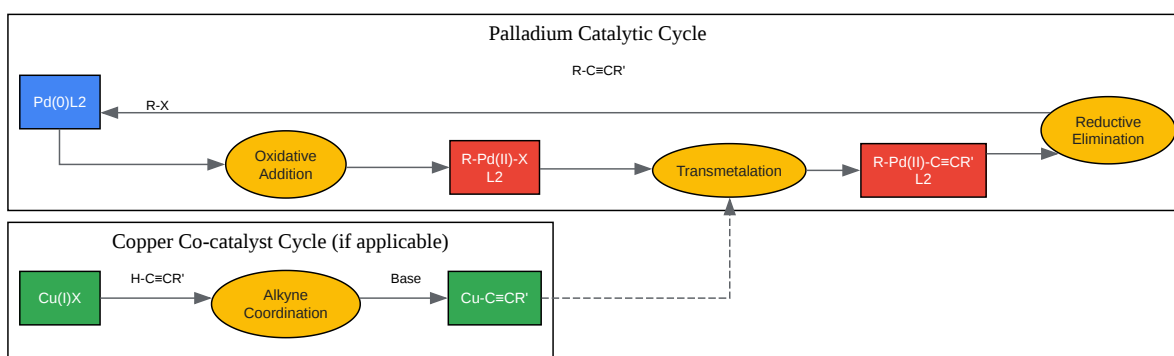 Palladium Catalytic Cycle
R-C≡CR'
Pd(0)L2
R-X
Oxidative
Addition
R-Pd(II)-X
L2
Transmetalation
R-Pd(II)-C≡CR'
L2
Reductive
Elimination
Copper Co-catalyst Cycle (if applicable)
Cu(I)X
H-C≡CR'
Alkyne
Coordination
Base
Cu-C≡CR'